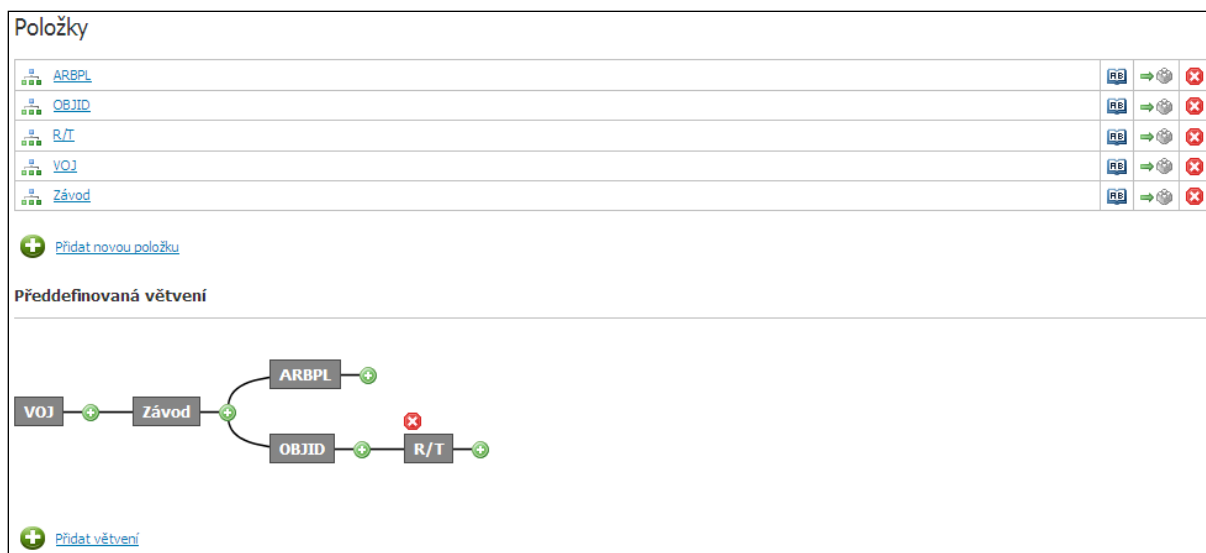 Položky
ARBPL
OBJID
R/T
VOJ
Závod
Přidat novou položku
Předdefinovaná větvení
ARBPL
VOJ Závod
OBJID R/T
Přidat větvení